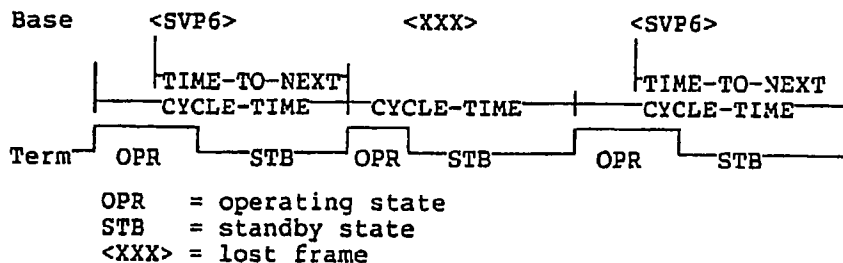 Base <SVP6> <XXX> <SVP6>
TIME-TO-NEXT TIME-TO-NEXT
CYCLE-TIME CYCLE-TIME CYCLE-TIME
Term OPR STB OPR STB OPR STB
OPR = operating state
STB = standby state
<XXX> = lost frame